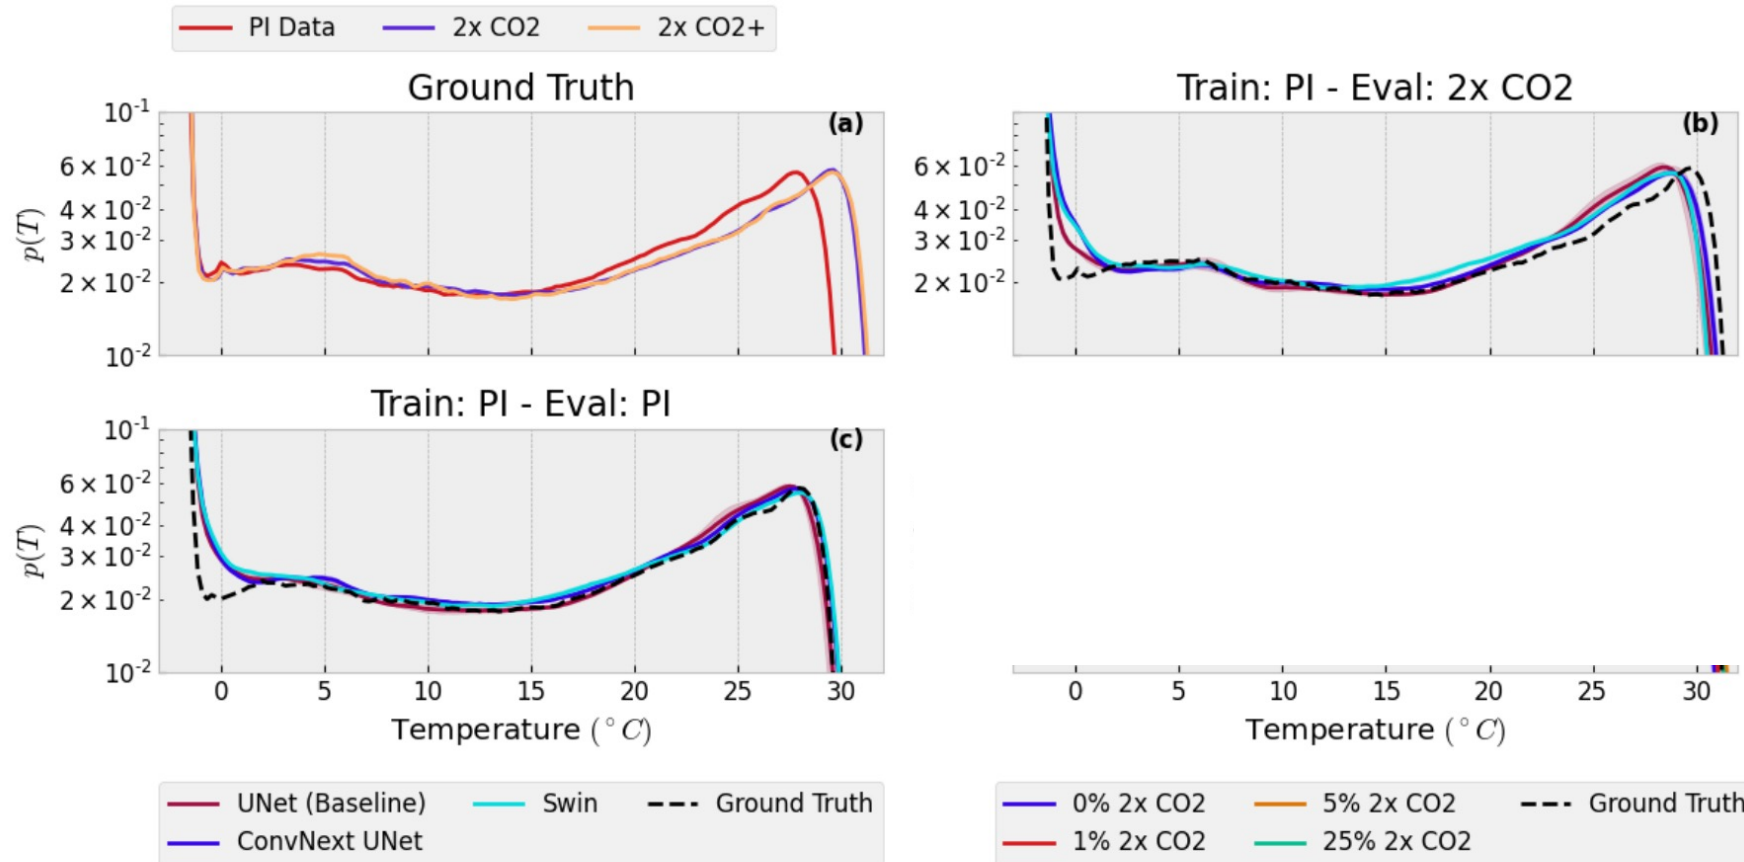 PI Data 2x CO2 2x CO2+
Ground Truth
Train: PI - Eval: 2x CO2
10⁻¹
6 × 10⁻²
4 × 10⁻²
3 × 10⁻²
2 × 10⁻²
10⁻²
p(T)
(a)
6 × 10⁻²
4 × 10⁻²
3 × 10⁻²
2 × 10⁻²
(b)
Train: PI - Eval: PI
10⁻¹
6 × 10⁻²
4 × 10⁻²
3 × 10⁻²
2 × 10⁻²
10⁻²
p(T)
(c)
0 5 10 15 20 25 30
Temperature (°C)
0 5 10 15 20 25 30
Temperature (°C)
UNet (Baseline) Swin Ground Truth
ConvNext UNet
0% 2x CO2 5% 2x CO2 Ground Truth
1% 2x CO2 25% 2x CO2